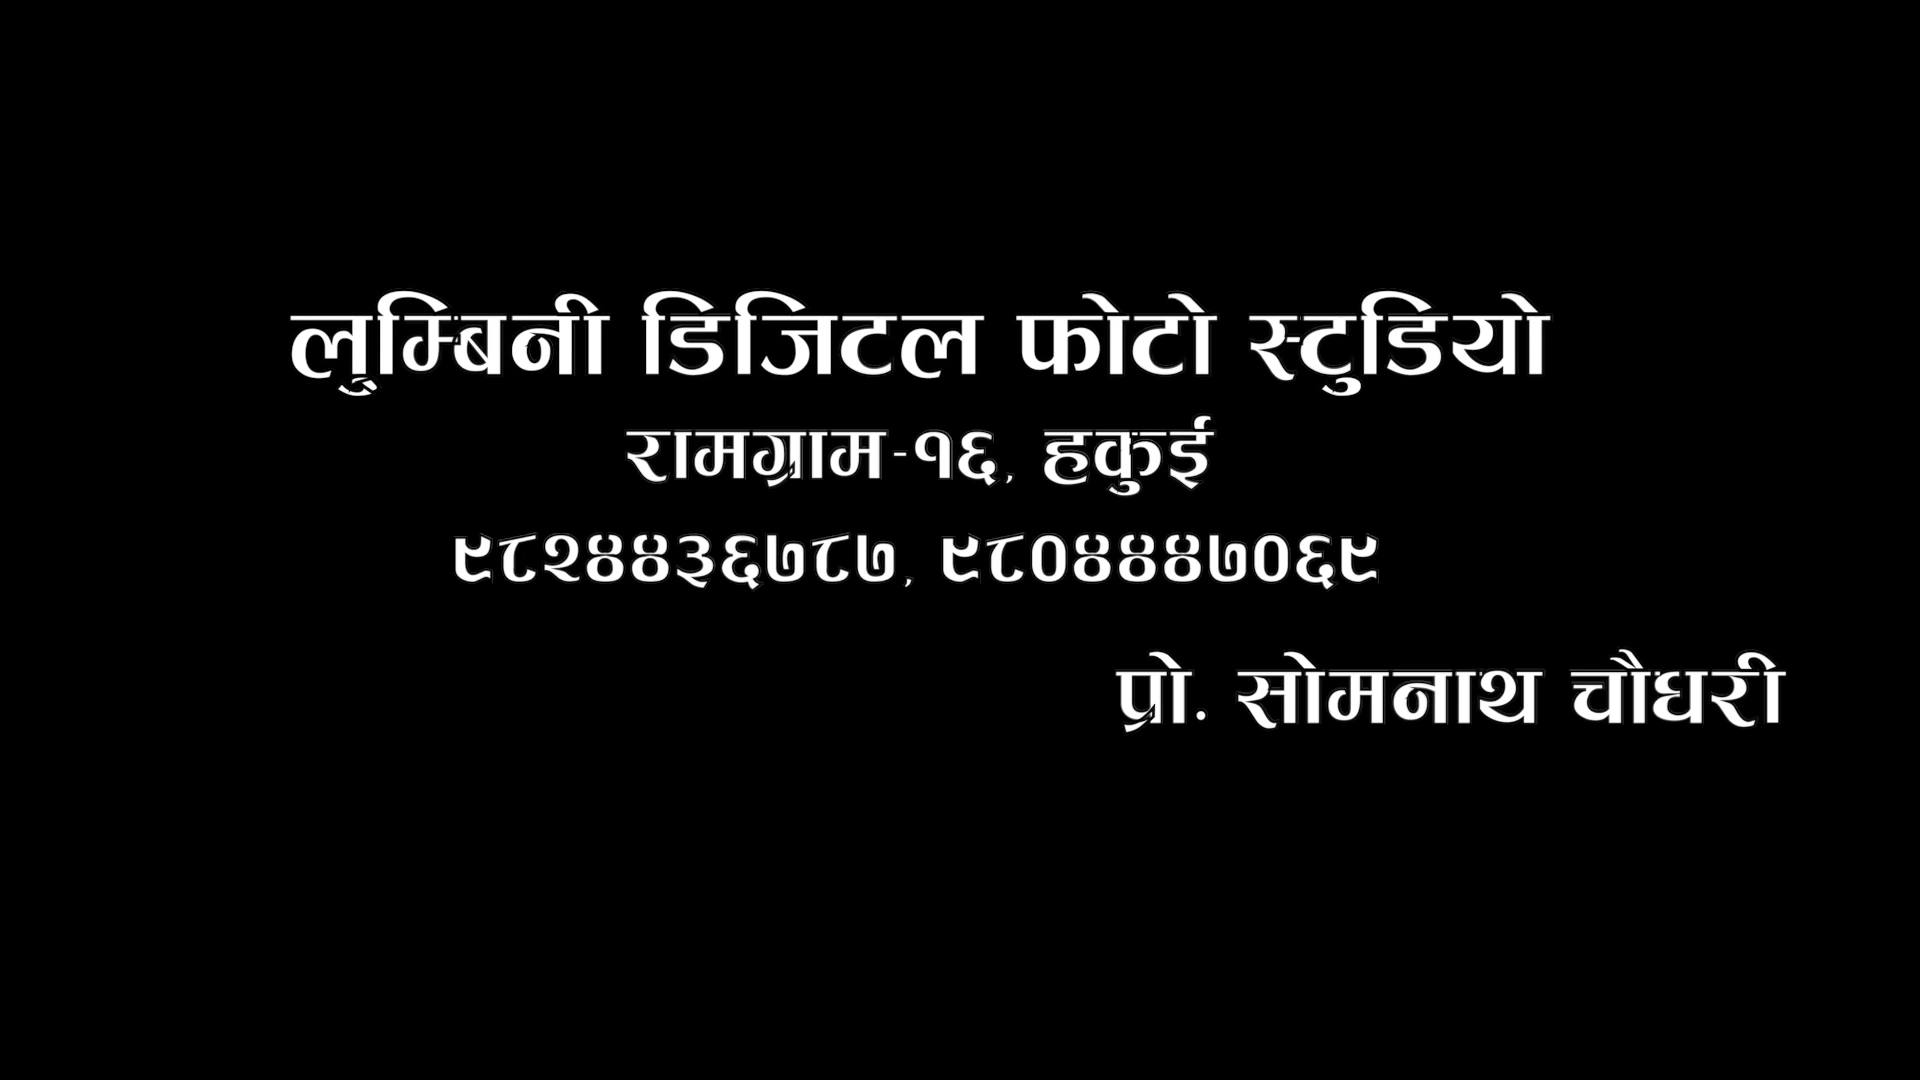 लुम्बिनी डिजिटल फोटो स्टुडियो
रामग्राम-१६, हकुई
९८२४४३६७८७, ९८०४४४७०६९
प्रो. सोमनाथ चौधरी